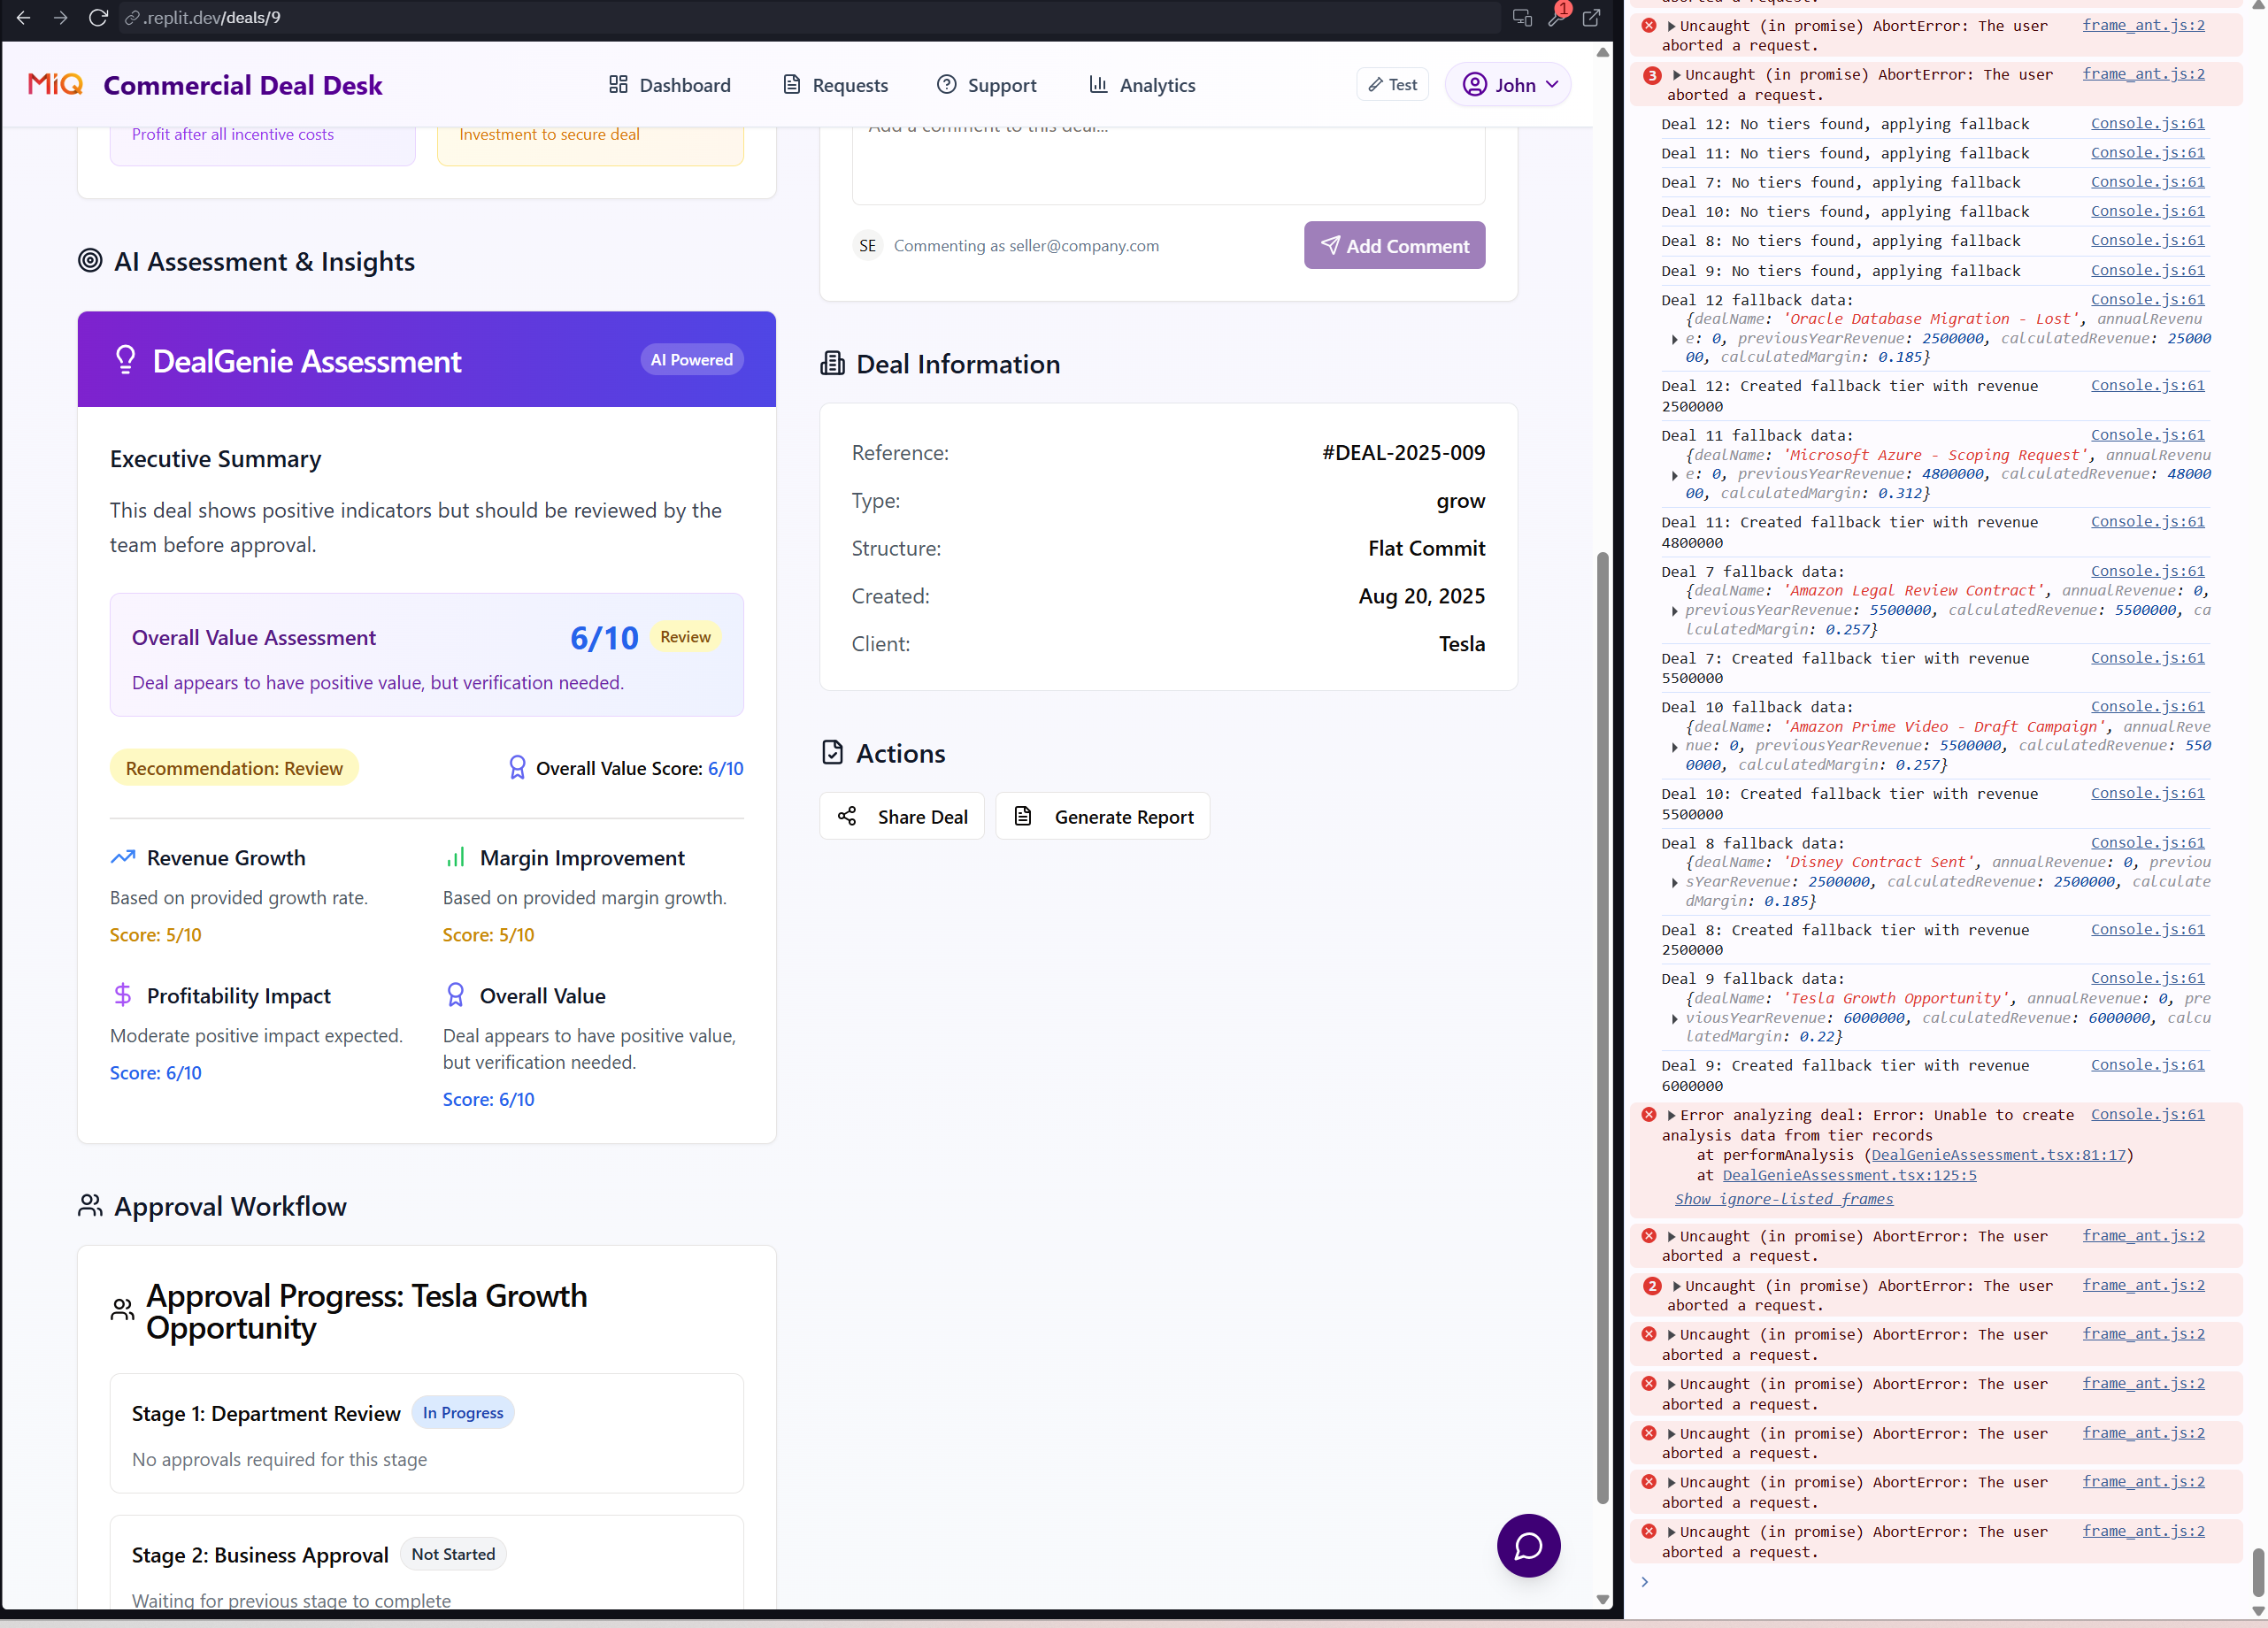 .replit.dev/deals/9
1
MiQ
Commercial Deal Desk
Dashboard
Requests
Support
Analytics
Test
John
Profit after all incentive costs
Investment to secure deal
AI Assessment & Insights
DealGenie Assessment
AI Powered
Executive Summary
This deal shows positive indicators but should be reviewed by the
team before approval.
Overall Value Assessment
6/10
Review
Deal appears to have positive value, but verification needed.
Recommendation: Review
Overall Value Score: 6/10
Revenue Growth
Based on provided growth rate.
Score: 5/10
Margin Improvement
Based on provided margin growth.
Score: 5/10
Profitability Impact
Moderate positive impact expected.
Score: 6/10
Overall Value
Deal appears to have positive value,
but verification needed.
Score: 6/10
Approval Workflow
Approval Progress: Tesla Growth
Opportunity
Stage 1: Department Review
In Progress
No approvals required for this stage
Stage 2: Business Approval
Not Started
Waiting for previous stage to complete
Add a comment to this deal...
SE
Commenting as seller@company.com
Add Comment
Deal Information
Reference:
#DEAL-2025-009
Type:
grow
Structure:
Flat Commit
Created:
Aug 20, 2025
Client:
Tesla
Actions
Share Deal
Generate Report
aborted a request.
Uncaught (in promise) AbortError: The user frame_ant.js:2
aborted a request.
3 Uncaught (in promise) AbortError: The user frame_ant.js:2
aborted a request.
Deal 12: No tiers found, applying fallback Console.js:61
Deal 11: No tiers found, applying fallback Console.js:61
Deal 7: No tiers found, applying fallback Console.js:61
Deal 10: No tiers found, applying fallback Console.js:61
Deal 8: No tiers found, applying fallback Console.js:61
Deal 9: No tiers found, applying fallback Console.js:61
Deal 12 fallback data: Console.js:61
{dealName: 'Oracle Database Migration - Lost', annualRevenu
e: 0, previousYearRevenue: 2500000, calculatedRevenue: 25000
00, calculatedMargin: 0.185}
Deal 12: Created fallback tier with revenue Console.js:61
2500000
Deal 11 fallback data: Console.js:61
{dealName: 'Microsoft Azure - Scoping Request', annualRevenu
e: 0, previousYearRevenue: 4800000, calculatedRevenue: 48000
00, calculatedMargin: 0.312}
Deal 11: Created fallback tier with revenue Console.js:61
4800000
Deal 7 fallback data: Console.js:61
{dealName: 'Amazon Legal Review Contract', annualRevenue: 0,
previousYearRevenue: 5500000, calculatedRevenue: 5500000, ca
lculatedMargin: 0.257}
Deal 7: Created fallback tier with revenue Console.js:61
5500000
Deal 10 fallback data: Console.js:61
{dealName: 'Amazon Prime Video - Draft Campaign', annualReve
nue: 0, previousYearRevenue: 5500000, calculatedRevenue: 550
0000, calculatedMargin: 0.257}
Deal 10: Created fallback tier with revenue Console.js:61
5500000
Deal 8 fallback data: Console.js:61
{dealName: 'Disney Contract Sent', annualRevenue: 0, previou
sYearRevenue: 2500000, calculatedRevenue: 2500000, calculate
dMargin: 0.185}
Deal 8: Created fallback tier with revenue Console.js:61
2500000
Deal 9 fallback data: Console.js:61
{dealName: 'Tesla Growth Opportunity', annualRevenue: 0, pre
viousYearRevenue: 6000000, calculatedRevenue: 6000000, calcu
latedMargin: 0.22}
Deal 9: Created fallback tier with revenue Console.js:61
6000000
Error analyzing deal: Error: Unable to create Console.js:61
analysis data from tier records
at performAnalysis (DealGenieAssessment.tsx:81:17)
at DealGenieAssessment.tsx:125:5
Show ignore-listed frames
Uncaught (in promise) AbortError: The user frame_ant.js:2
aborted a request.
2 Uncaught (in promise) AbortError: The user frame_ant.js:2
aborted a request.
Uncaught (in promise) AbortError: The user frame_ant.js:2
aborted a request.
Uncaught (in promise) AbortError: The user frame_ant.js:2
aborted a request.
Uncaught (in promise) AbortError: The user frame_ant.js:2
aborted a request.
Uncaught (in promise) AbortError: The user frame_ant.js:2
aborted a request.
Uncaught (in promise) AbortError: The user frame_ant.js:2
aborted a request.